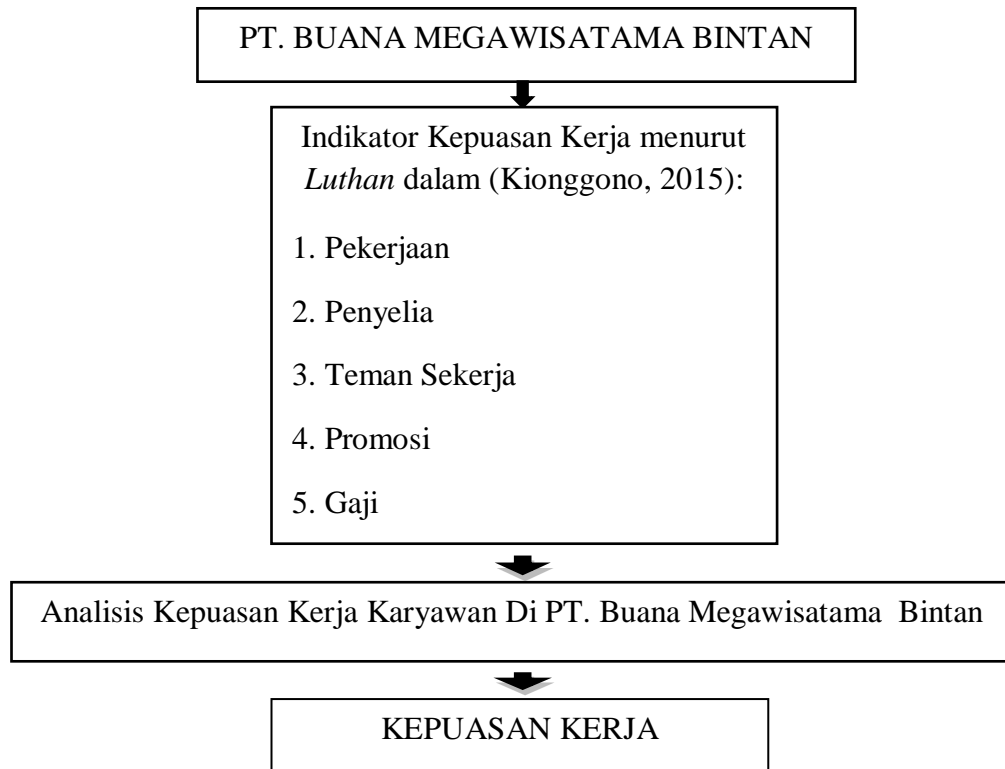 PT. BUANA MEGAWISATAMA BINTAN
Indikator Kepuasan Kerja menurut
Luthan dalam (Kionggono, 2015):
1. Pekerjaan
2. Penyelia
3. Teman Sekerja
4. Promosi
5. Gaji
Analisis Kepuasan Kerja Karyawan Di PT. Buana Megawisatama Bintan
KEPUASAN KERJA